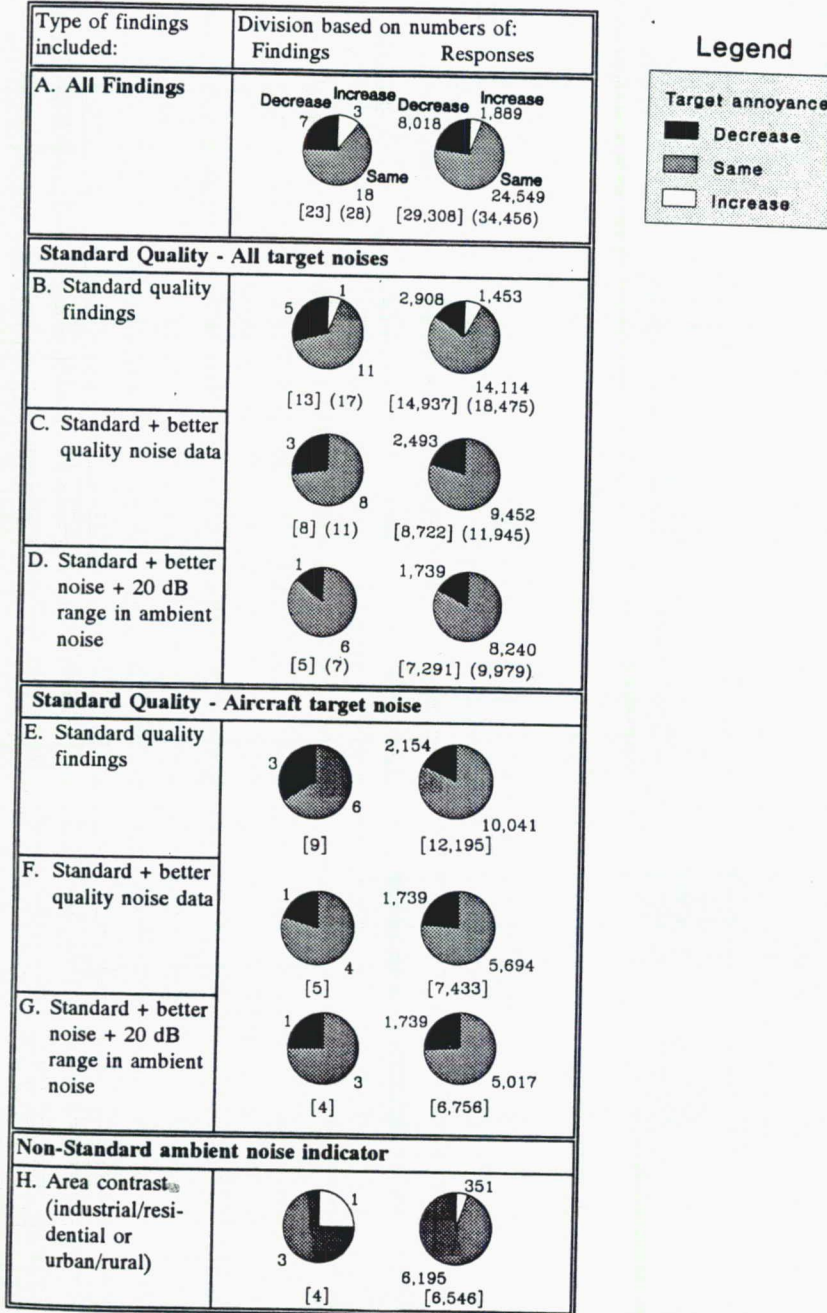 Type of findings included:
Division based on numbers of:
Findings Responses
Legend
Target annoyance
Decrease
Same
Increase
A. All Findings
Decrease Increase Decrease Increase
7 3 8,018 1,889
Same Same
18 24,549
[23] (28) [29,308] (34,456)
Standard Quality - All target noises
B. Standard quality
findings
5 1 2,908 1,453
11 14,114
[13] (17) [14,937] (18,475)
C. Standard + better
quality noise data
3 2,493
8 9,452
[8] (11) [8,722] (11,945)
D. Standard + better
noise + 20 dB
range in ambient
noise
1 1,739
6 8,240
[5] (7) [7,291] (9,979)
Standard Quality - Aircraft target noise
E. Standard quality
findings
3 2,154
6 10,041
[9] [12,195]
F. Standard + better
quality noise data
1 1,739
4 5,694
[5] [7,433]
G. Standard + better
noise + 20 dB
range in ambient
noise
1 1,739
3 5,017
[4] [6,756]
Non-Standard ambient noise indicator
H. Area contrast
(industrial/resi-
dential or
urban/rural)
1 351
3 6,195
[4] [6,546]